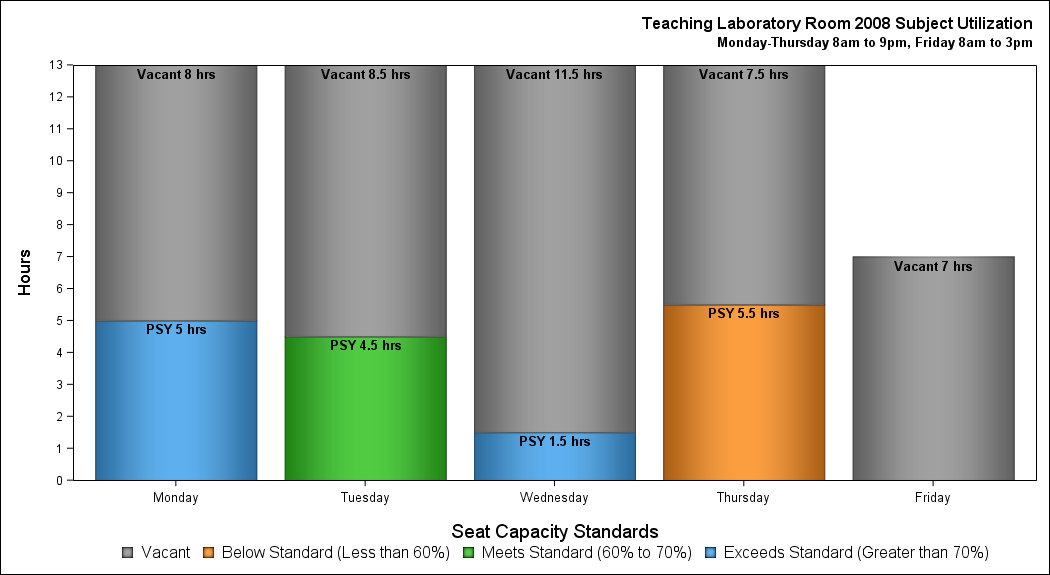 Teaching Laboratory Room 2008 Subject Utilization
Monday-Thursday 8am to 9pm, Friday 8am to 3pm
Hours
13
12
11
10
9
8
7
6
5
4
3
2
1
0
Vacant 8 hrs
Vacant 8.5 hrs
Vacant 11.5 hrs
Vacant 7.5 hrs
Vacant 7 hrs
PSY 5 hrs
PSY 4.5 hrs
PSY 1.5 hrs
PSY 5.5 hrs
Monday
Tuesday
Wednesday
Thursday
Friday
Seat Capacity Standards
Vacant
Below Standard (Less than 60%)
Meets Standard (60% to 70%)
Exceeds Standard (Greater than 70%)